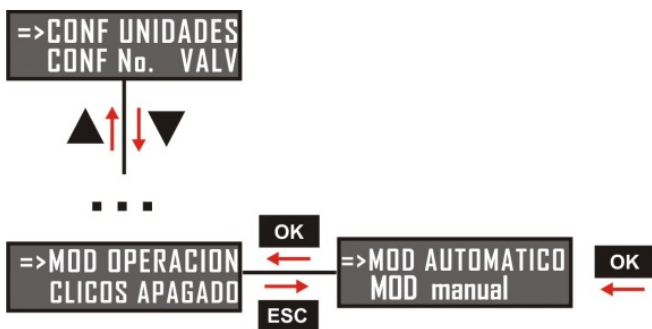 =>CONF UNIDADES
CONF No. VALV
...
OK
=>MOD OPERACION
CLICOS APAGADO
=>MOD AUTOMATICO
MOD manual
OK
ESC